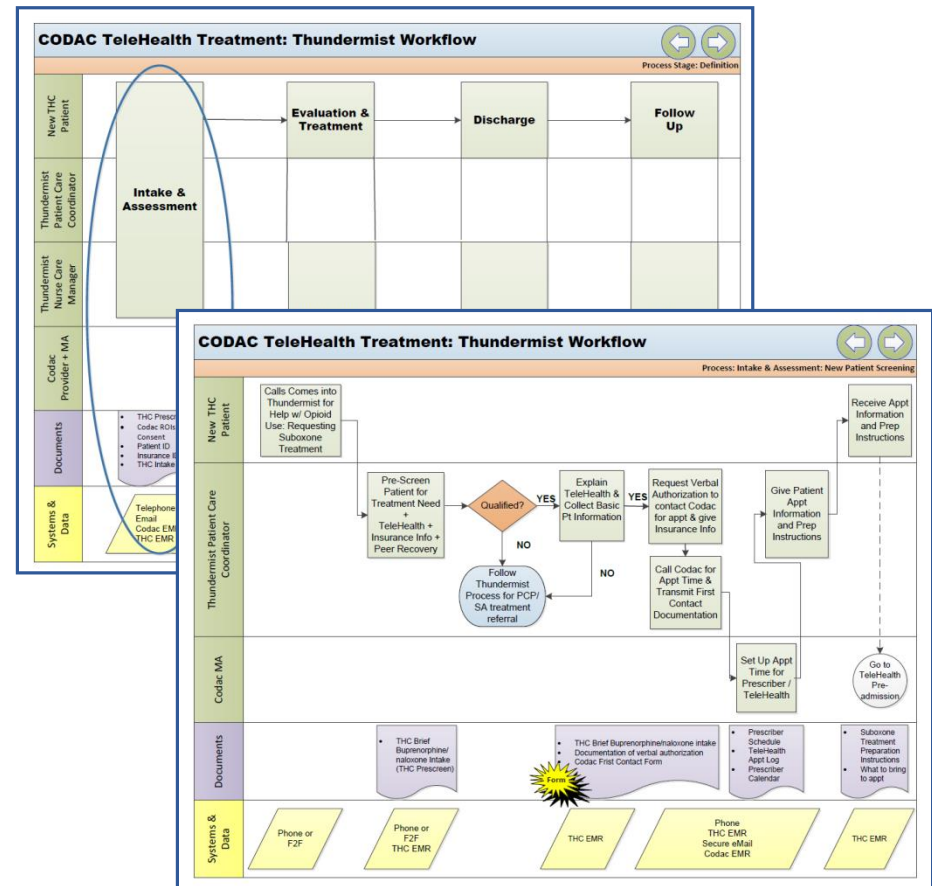 CODAC TeleHealth Treatment: Thundermist Workflow
Process Stage: Definition
New THC
Patient
Evaluation &
Treatment
Discharge
Follow
Up
Thundermist
Patient Care
Coordinator
Intake &
Assessment
Thundermist
Nurse Care
Manager
Codac
Provider + MA
Documents
• THC Prescr
• Codac ROIs
Consent
• Patient ID
• Insurance ID
• THC Intake
Systems &
Data
Telephone
Email
Codac EM
THC EMR
CODAC TeleHealth Treatment: Thundermist Workflow
Process: Intake & Assessment: New Patient Screening
New THC
Patient
Calls Comes into
Thundermist for
Help w/ Opioid
Use: Requesting
Suboxone
Treatment
Receive Appt
Information
and Prep
Instructions
Thundermist Patient Care
Coordinator
Pre-Screen
Patient for
Treatment Need
+
TeleHealth +
Insurance Info +
Peer Recovery
Qualified?
YES
NO
Explain
TeleHealth &
Collect Basic
Pt Information
YES
NO
Request Verbal
Authorization to
contact Codac
for appt & give
Insurance Info
Give Patient
Appt
Information
and Prep
Instructions
Follow
Thundermist
Process for PCP/
SA treatment
referral
Call Codac for
Appt Time &
Transmit First
Contact
Documentation
Codac MA
Set Up Appt
Time for
Prescriber /
TeleHealth
Go to
TeleHealth
Pre-
admission
Documents
• THC Brief
Buprenorphine/
naloxone Intake
(THC Prescreen)
• THC Brief Buprenorphine/naloxone intake
• Documentation of verbal authorization
• Codac Frist Contact Form
Form
• Prescriber
Schedule
• TeleHealth
Appt Log
• Prescriber
Calendar
• Suboxone
Treatment
Preparation
Instructions
• What to bring
to appt
Systems &
Data
Phone or
F2F
Phone or
F2F
THC EMR
THC EMR
Phone
THC EMR
Secure eMail
Codac EMR
THC EMR